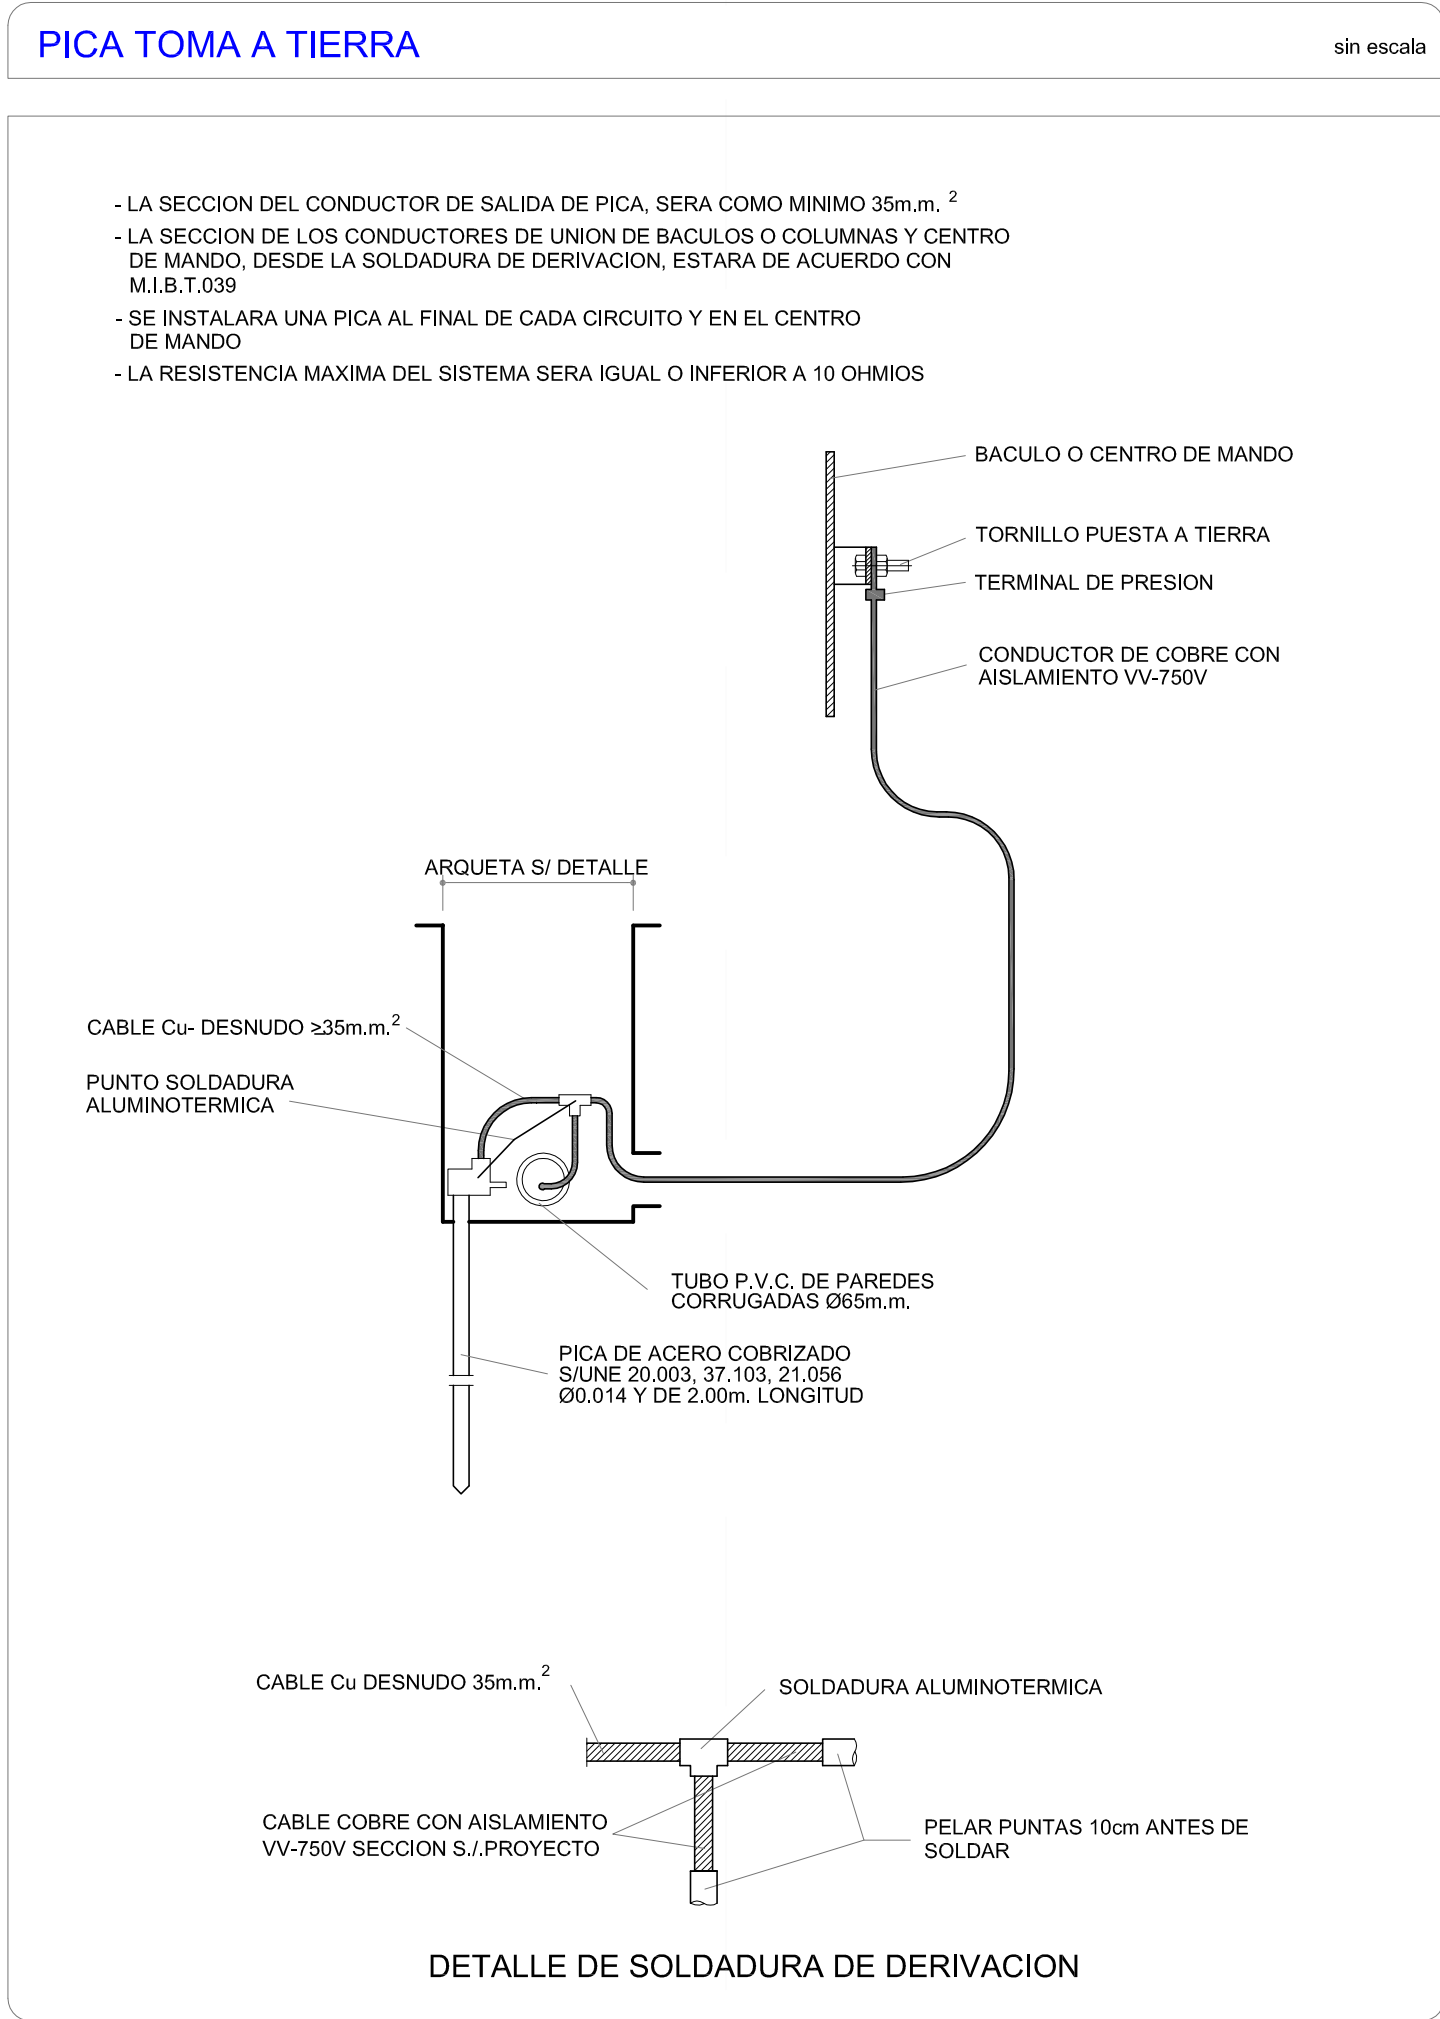 PICA TOMA A TIERRA
sin escala
- LA SECCION DEL CONDUCTOR DE SALIDA DE PICA, SERA COMO MINIMO 35m.m. ²
- LA SECCION DE LOS CONDUCTORES DE UNION DE BACULOS O COLUMNAS Y CENTRO
DE MANDO, DESDE LA SOLDADURA DE DERIVACION, ESTARA DE ACUERDO CON
M.I.B.T.039
- SE INSTALARA UNA PICA AL FINAL DE CADA CIRCUITO Y EN EL CENTRO
DE MANDO
- LA RESISTENCIA MAXIMA DEL SISTEMA SERA IGUAL O INFERIOR A 10 OHMIOS
BACULO O CENTRO DE MANDO
TORNILLO PUESTA A TIERRA
TERMINAL DE PRESION
CONDUCTOR DE COBRE CON
AISLAMIENTO VV-750V
ARQUETA S/ DETALLE
CABLE Cu- DESNUDO ≥35m.m.²
PUNTO SOLDADURA
ALUMINOTERMICA
TUBO P.V.C. DE PAREDES
CORRUGADAS Ø65m.m.
PICA DE ACERO COBRIZADO
S/UNE 20.003, 37.103, 21.056
Ø0.014 Y DE 2.00m. LONGITUD
CABLE Cu DESNUDO 35m.m.²
SOLDADURA ALUMINOTERMICA
CABLE COBRE CON AISLAMIENTO
VV-750V SECCION S./.PROYECTO
PELAR PUNTAS 10cm ANTES DE
SOLDAR
DETALLE DE SOLDADURA DE DERIVACION